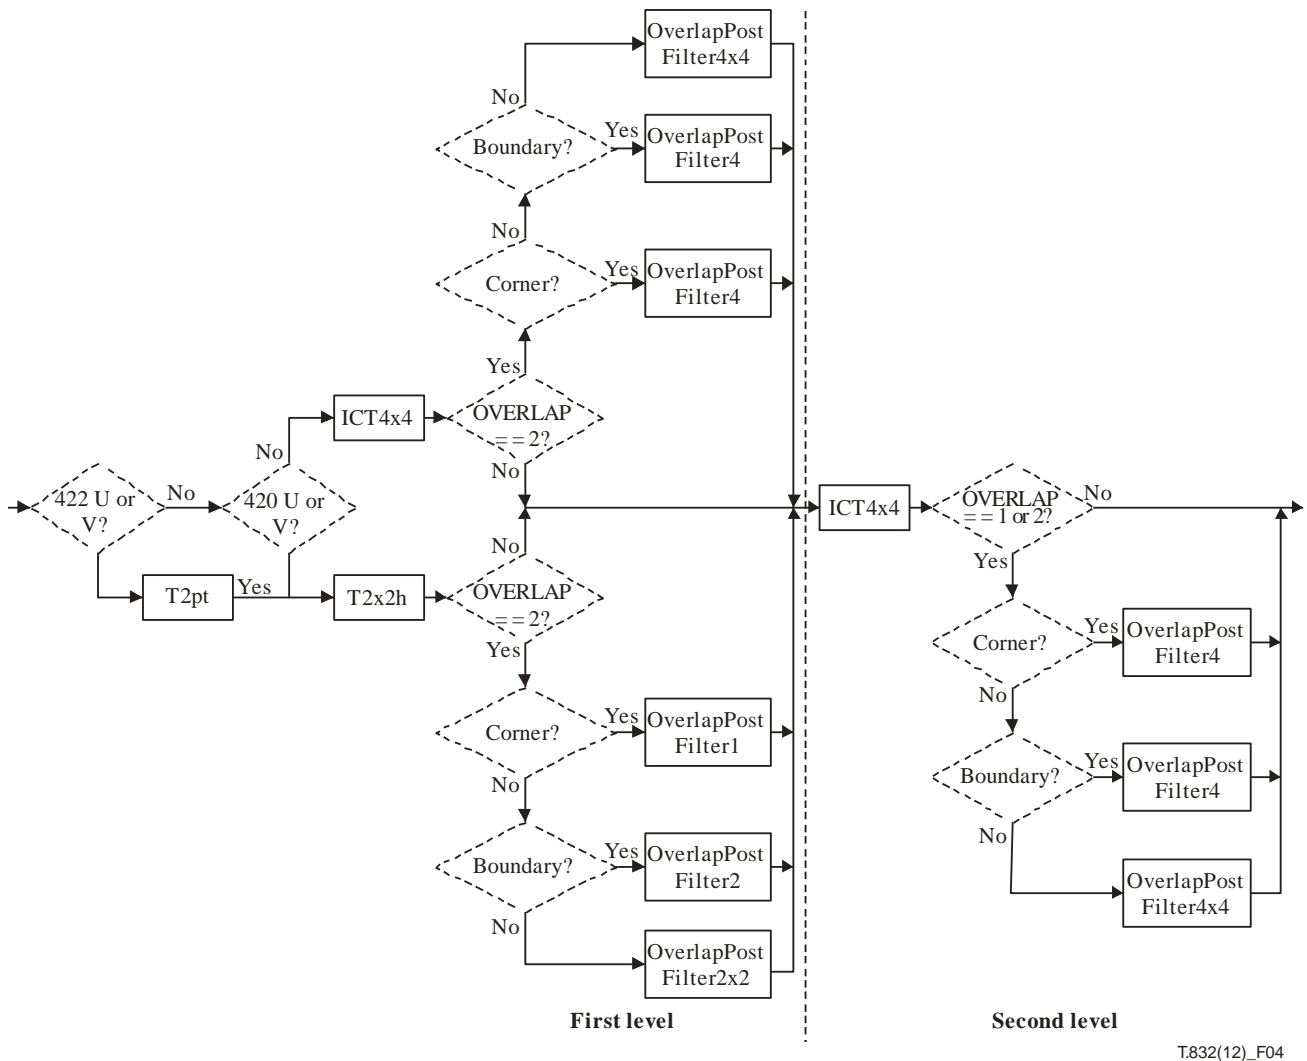 OverlapPost
Filter4x4
No
Boundary?
Yes
OverlapPost
Filter4
No
Corner?
Yes
OverlapPost
Filter4
Yes
ICT4x4
OVERLAP
== 2?
No
No
422 U or
V?
No
420 U or
V?
ICT4x4
OVERLAP
== 1 or 2?
No
No
Yes
T2pt
Yes
T2x2h
OVERLAP
== 2?
Yes
Corner?
Yes
OverlapPost
Filter4
No
Corner?
Yes
OverlapPost
Filter1
No
Boundary?
Yes
OverlapPost
Filter4
No
Boundary?
Yes
OverlapPost
Filter2
No
OverlapPost
Filter4x4
No
OverlapPost
Filter2x2
First level
Second level
T.832(12)_F04